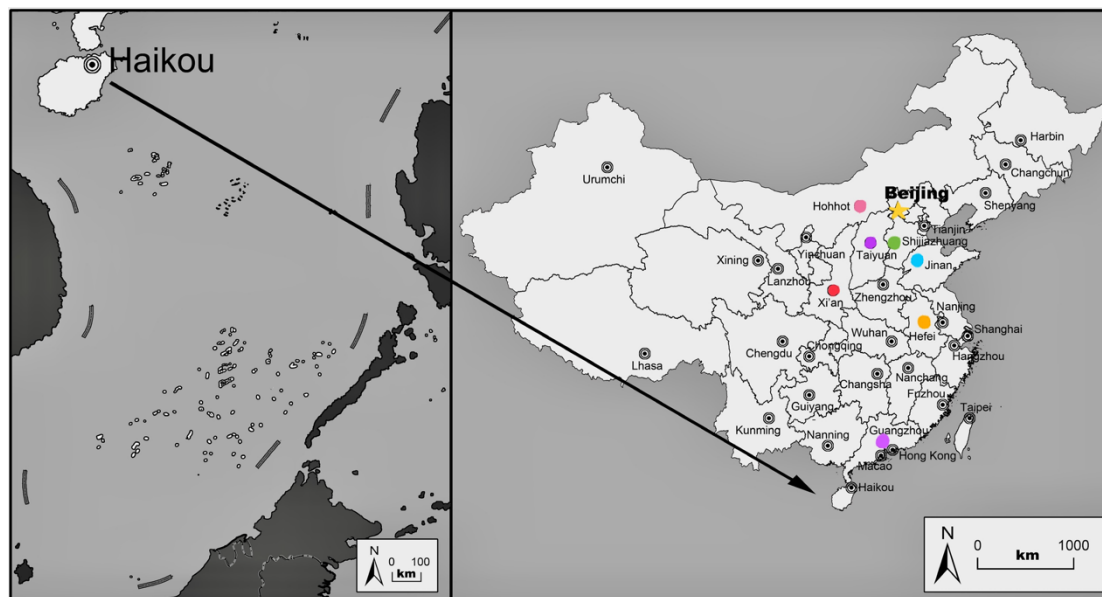 Haikou
N
0 100
km
Harbin
Changchun
Urumchi
Shenyang
Beijing
Hohhot
Tianjin
Shijiazhuang
Taiyuan
Yinchuan
Jinan
Xining
Lanzhou
Zhengzhou
Xi'an
Nanjing
Shanghai
Hefei
Wuhan
Hangzhou
Chengdu
Chongqing
Lhasa
Nanchang
Changsha
Fuzhou
Guiyang
Taipei
Kunming
Guangzhou
Nanning
Hong Kong
Macao
Haikou
N
0 km 1000